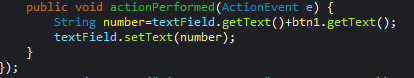 public void actionPerformed(ActionEvent e) {
String number=textField.getText()+btn1.getText();
textField.setText(number);
}
});